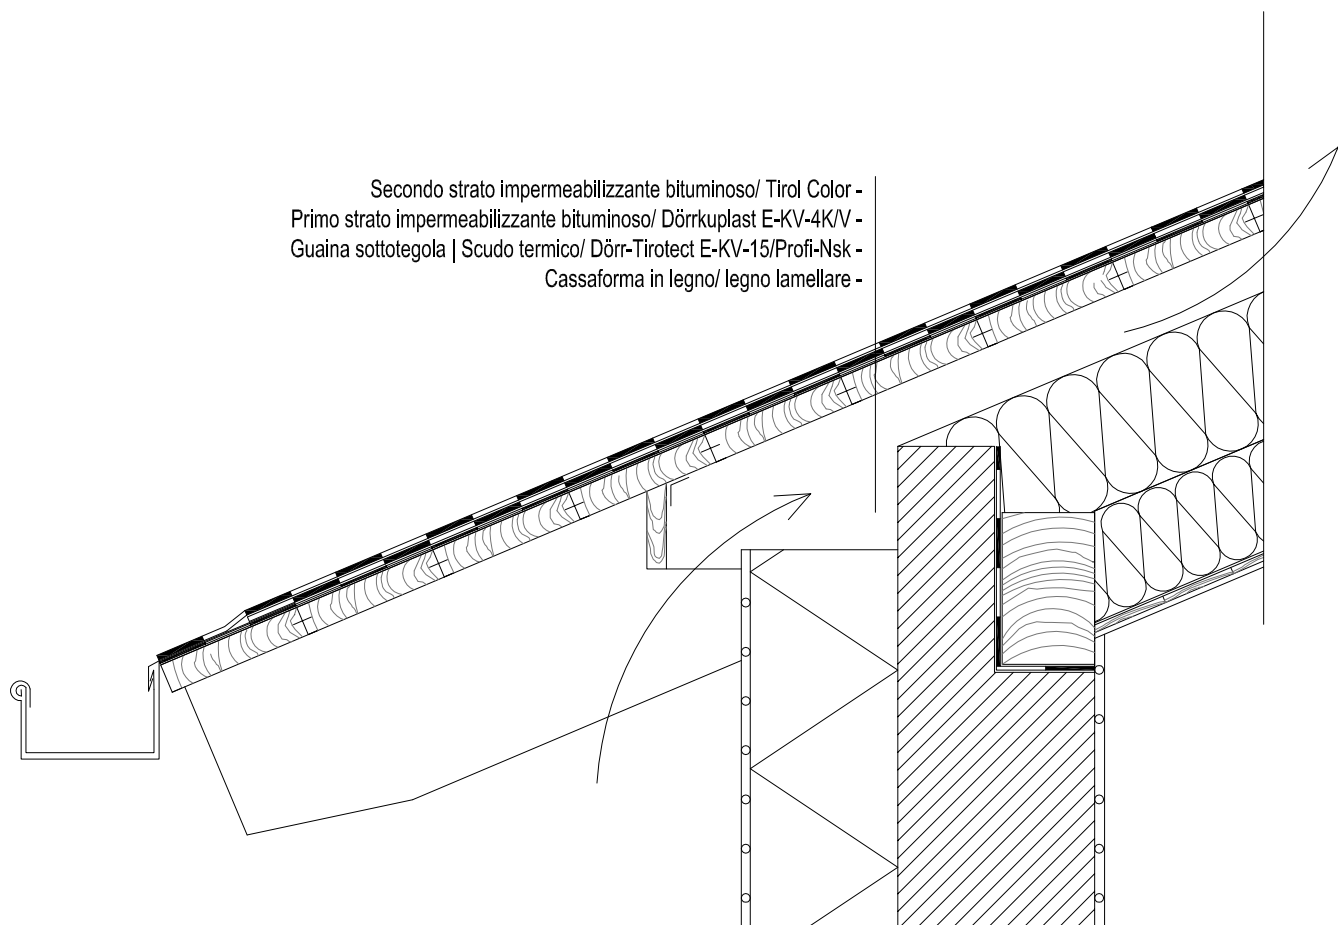 Secondo strato impermeabilizzante bituminoso/ Tirol Color -
Primo strato impermeabilizzante bituminoso/ Dörrkuplast E-KV-4K/V -
Guaina sottotegola | Scudo termico/ Dörr-Tirotect E-KV-15/Profi-Nsk -
Cassaforma in legno/ legno lamellare -